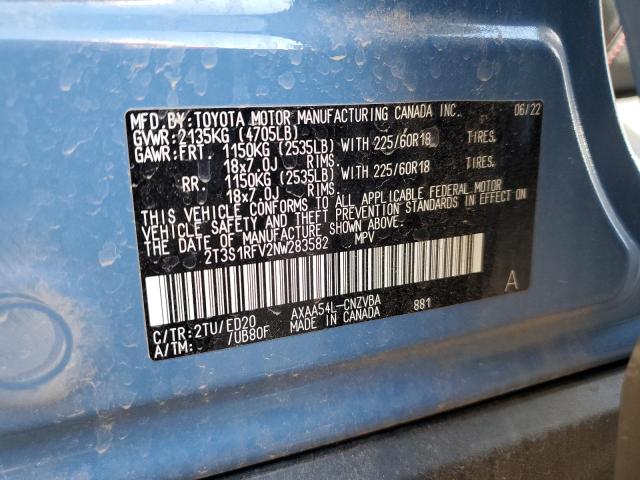 MFD.BY:TOYOTA MOTOR MANUFACTURING CANADA INC. 06/22
GVWR:2135KG (4705LB)
GAWR:FRT. 1150KG (2535LB) WITH 225/60R18 TIRES.
18x7.0J RIMS.
RR. 1150KG (2535LB) WITH 225/60R18 TIRES.
18x7.0J RIMS.
THIS VEHICLE CONFORMS TO ALL APPLICABLE FEDERAL MOTOR
VEHICLE SAFETY AND THEFT PREVENTION STANDARDS IN EFFECT
ON THE DATE OF MANUFACTURE SHOWN ABOVE.
2T3S1RFV2NW283582 MPV
A
C/TR:2TU/ED20 AXAA54L-CNZVBA 881
A/TM: /UB80F MADE IN CANADA